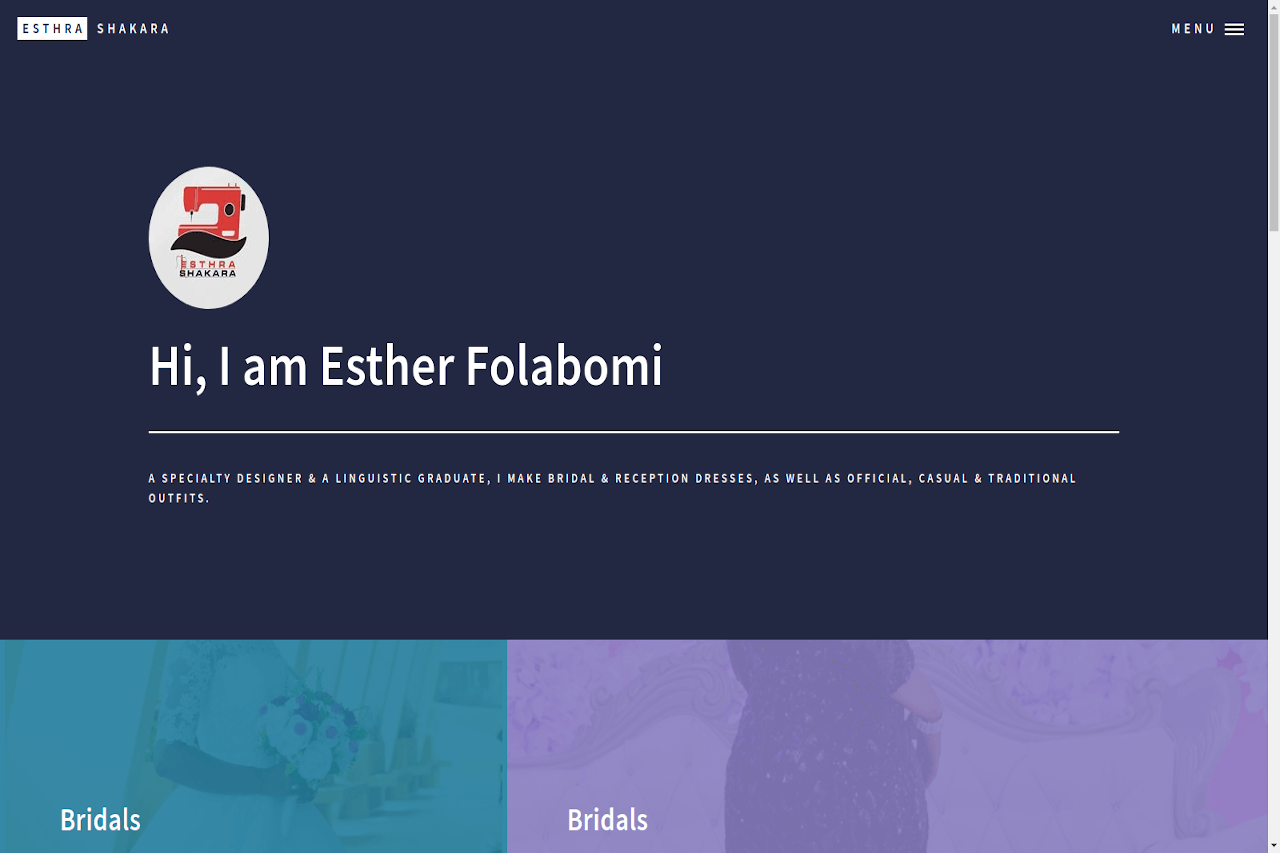 ESTHRA SHAKARA
MENU
ESTHRA
SHAKARA
Hi, I am Esther Folabomi
A SPECIALTY DESIGNER & A LINGUISTIC GRADUATE, I MAKE BRIDAL & RECEPTION DRESSES, AS WELL AS OFFICIAL, CASUAL & TRADITIONAL
OUTFITS.
Bridals
Bridals